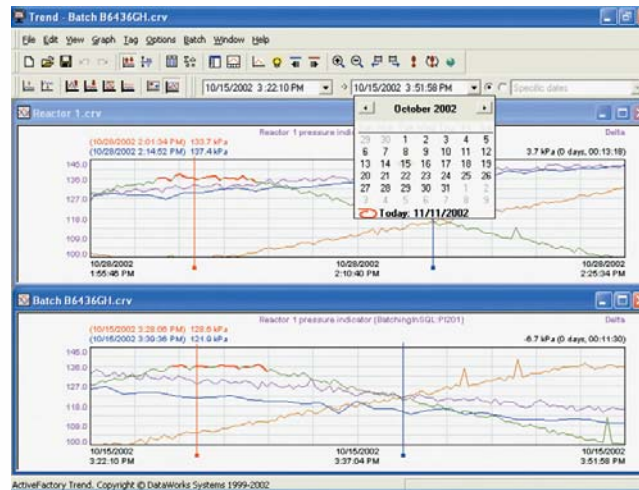 Trend - Batch B6436GH.crv
File Edit View Graph Tag Options Batch Window Help
10/15/2002 3:22:10 PM 10/15/2002 3:51:58 PM Specific dates
Reactor 1.crv
October 2002
29 30 1 2 3 4 5
6 7 8 9 10 11 12
13 14 15 16 17 18 19
20 21 22 23 24 25 26
27 28 29 30 31 1 2
3 4 5 6 7 8 9
Today: 11/11/2002
Reactor 1 pressure indic Delta
(10/28/2002 2:01:34 PM) 133.7 kPa
(10/28/2002 2:14:52 PM) 137.4 kPa 3.7 kPa (0 days, 00:13:18)
145.0
136.0
127.0
118.0
109.0
100.0
10/28/2002 10/28/2002 10/28/2002
1:55:46 PM 2:10:40 PM 2:25:34 PM
Batch B6436GH.crv
Reactor 1 pressure indicator (BatchingInSQL:PI201) Delta
(10/15/2002 3:28:06 PM) 128.6 kPa
(10/15/2002 3:39:36 PM) 121.9 kPa -6.7 kPa (0 days, 00:11:30)
145.0
136.0
127.0
118.0
109.0
100.0
10/15/2002 10/15/2002 10/15/2002
3:22:10 PM 3:37:04 PM 3:51:58 PM
ActiveFactory Trend. Copyright © DataWorks Systems 1999-2002